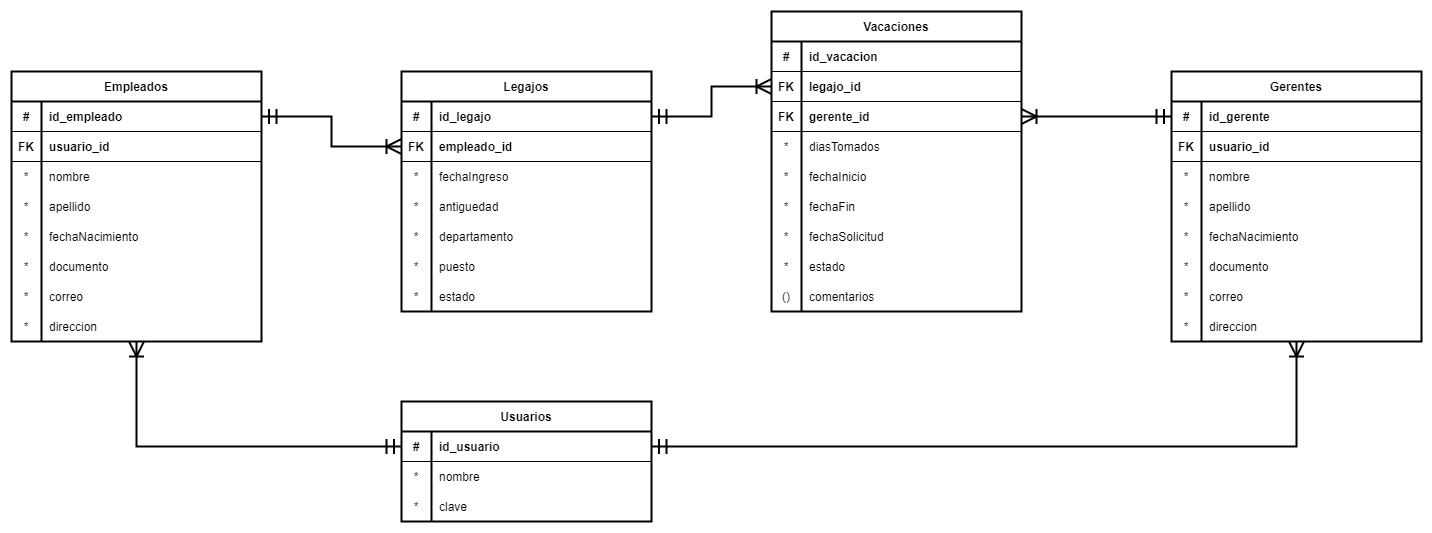 Empleados
# id_empleado
FK usuario_id
* nombre
* apellido
* fechaNacimiento
* documento
* correo
* direccion
Legajos
# id_legajo
FK empleado_id
* fechaIngreso
* antiguedad
* departamento
* puesto
* estado
Vacaciones
# id_vacacion
FK legajo_id
FK gerente_id
* diasTomados
* fechaInicio
* fechaFin
* fechaSolicitud
* estado
() comentarios
Gerentes
# id_gerente
FK usuario_id
* nombre
* apellido
* fechaNacimiento
* documento
* correo
* direccion
Usuarios
# id_usuario
* nombre
* clave